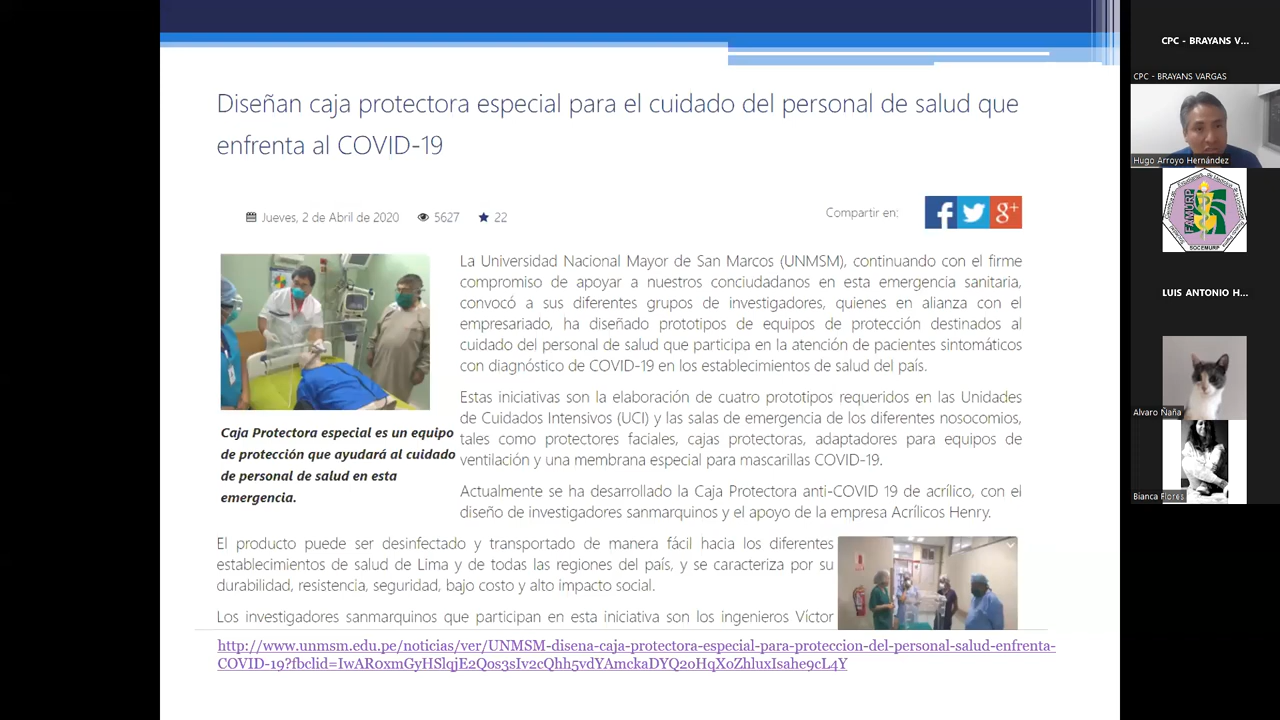 Diseñan caja protectora especial para el cuidado del personal de salud que
enfrenta al COVID-19
Jueves, 2 de Abril de 2020
5627
22
Compartir en:
La Universidad Nacional Mayor de San Marcos (UNMSM), continuando con el firme
compromiso de apoyar a nuestros conciudadanos en esta emergencia sanitaria,
convocó a sus diferentes grupos de investigadores, quienes en alianza con el
empresariado, ha diseñado prototipos de equipos de protección destinados al
cuidado del personal de salud que participa en la atención de pacientes sintomáticos
con diagnóstico de COVID-19 en los establecimientos de salud del país.
Estas iniciativas son la elaboración de cuatro prototipos requeridos en las Unidades
de Cuidados Intensivos (UCI) y las salas de emergencia de los diferentes nosocomios,
tales como protectores faciales, cajas protectoras, adaptadores para equipos de
ventilación y una membrana especial para mascarillas COVID-19.
Caja Protectora especial es un equipo
de protección que ayudará al cuidado
de personal de salud en esta
emergencia.
Actualmente se ha desarrollado la Caja Protectora anti-COVID 19 de acrílico, con el
diseño de investigadores sanmarquinos y el apoyo de la empresa Acrílicos Henry.
El producto puede ser desinfectado y transportado de manera fácil hacia los diferentes
establecimientos de salud de Lima y de todas las regiones del país, y se caracteriza por su
durabilidad, resistencia, seguridad, bajo costo y alto impacto social.
Los investigadores sanmarquinos que participan en esta iniciativa son los ingenieros Víctor
http://www.unmsm.edu.pe/noticias/ver/UNMSM-disena-caja-protectora-especial-para-proteccion-del-personal-salud-enfrenta-
COVID-19?fbclid=IwAR0xmGyHSlqjE2Qos3sIv2cQhh5vdYAmckaDYQ2oHqXoZhluxIsahe9cL4Y
CPC - BRAYANS V...
CPC - BRAYANS VARGAS
Hugo Arroyo Hernández
FAMURP
SOCEMURP
LUIS ANTONIO H...
Alvaro Ñaña
Bianca Flores